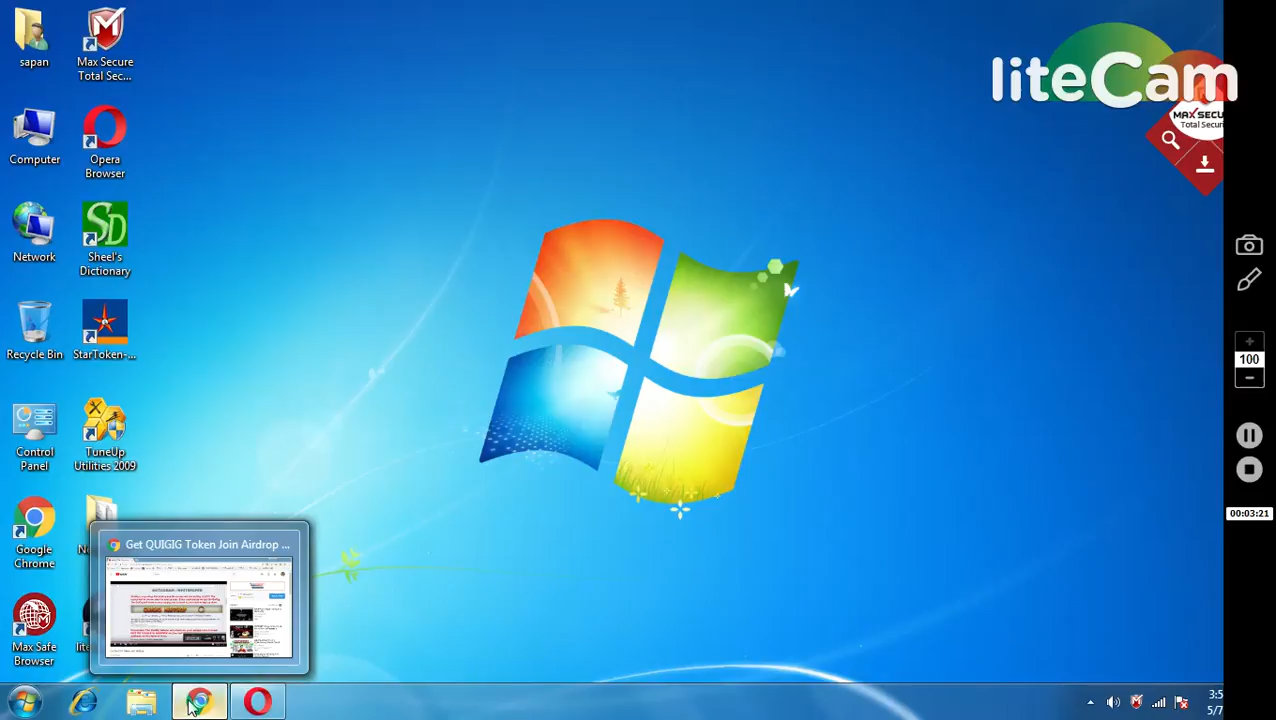 sapan
Max Secure
Total Sec...
Computer
Opera
Browser
Network
Sheel's
Dictionary
Recycle Bin
StarToken-...
Control
Panel
TuneUp
Utilities 2009
Google
Chrome
Max Safe
Browser
Get QUIGIG Token Join Airdrop ...
liteCam
MAX SECU
Total Secur
100
00:03:21
3:5
5/7